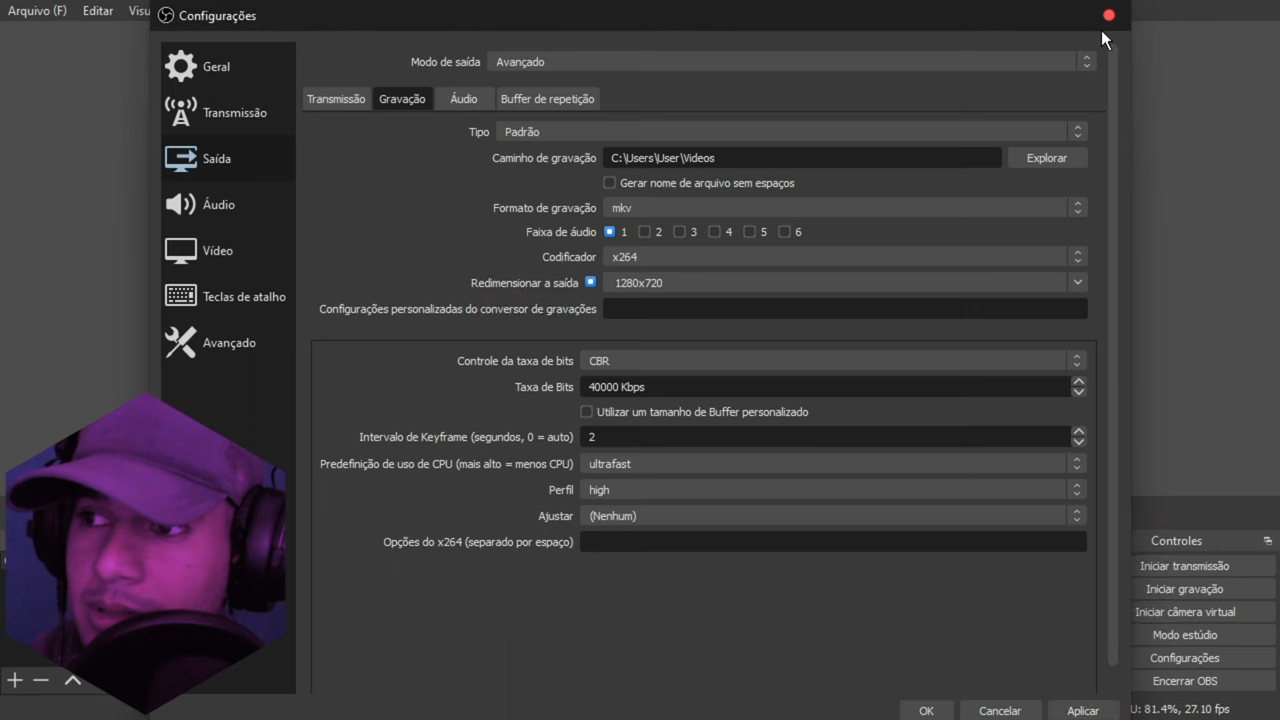 Arquivo (F) Editar Visu
Configurações
Geral
Transmissão
Saída
Áudio
Vídeo
Teclas de atalho
Avançado
Modo de saída Avançado
Transmissão Gravação Áudio Buffer de repetição
Tipo Padrão
Caminho de gravação C:\Users\User\Videos Explorar
Gerar nome de arquivo sem espaços
Formato de gravação mkv
Faixa de áudio 1 2 3 4 5 6
Codificador x264
Redimensionar a saída 1280x720
Configurações personalizadas do conversor de gravações
Controle da taxa de bits CBR
Taxa de Bits 40000 Kbps
Utilizar um tamanho de Buffer personalizado
Intervalo de Keyframe (segundos, 0 = auto) 2
Predefinição de uso de CPU (mais alto = menos CPU) ultrafast
Perfil high
Ajustar (Nenhum)
Opções do x264 (separado por espaço)
OK Cancelar Aplicar
Controles
Iniciar transmissão
Iniciar gravação
Iniciar câmera virtual
Modo estúdio
Configurações
Encerrar OBS
U: 81.4%, 27.10 fps